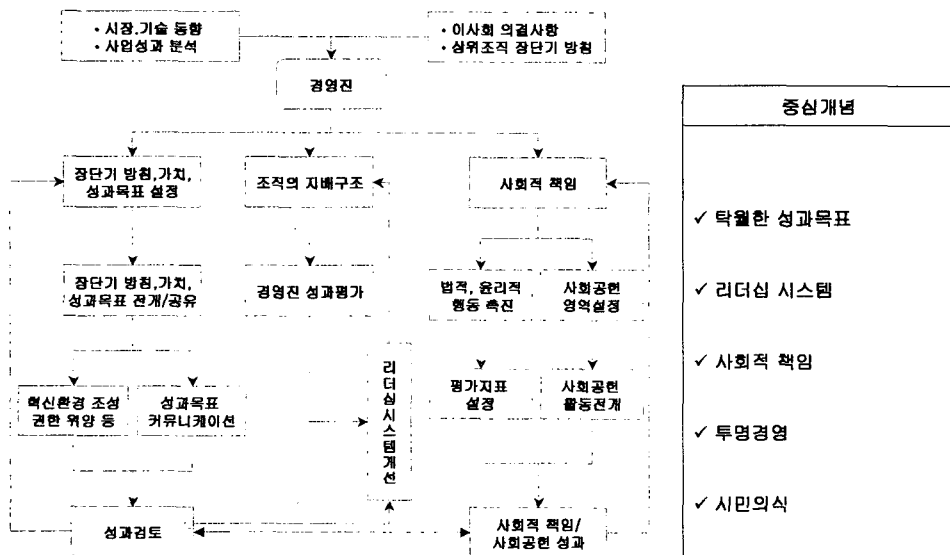 • 시장.기술 동향
• 사업성과 분석
• 이사회 의결사항
• 상위조직 장단기 방침
경영진
장단기 방침,가치,
성과목표 설정
조직의 지배구조
사회적 책임
장단기 방침,가치,
성과목표 전개/공유
경영진 성과평가
법적, 윤리적
행동 촉진
사회공헌
영역설정
혁신환경 조성
권한 위양 등
성과목표
커뮤니케이션
리더십시스템개선
평가지표
설정
사회공헌
활동전개
성과검토
사회적 책임/
사회공헌 성과
중심개념
✓ 탁월한 성과목표
✓ 리더십 시스템
✓ 사회적 책임
✓ 투명경영
✓ 시민의식